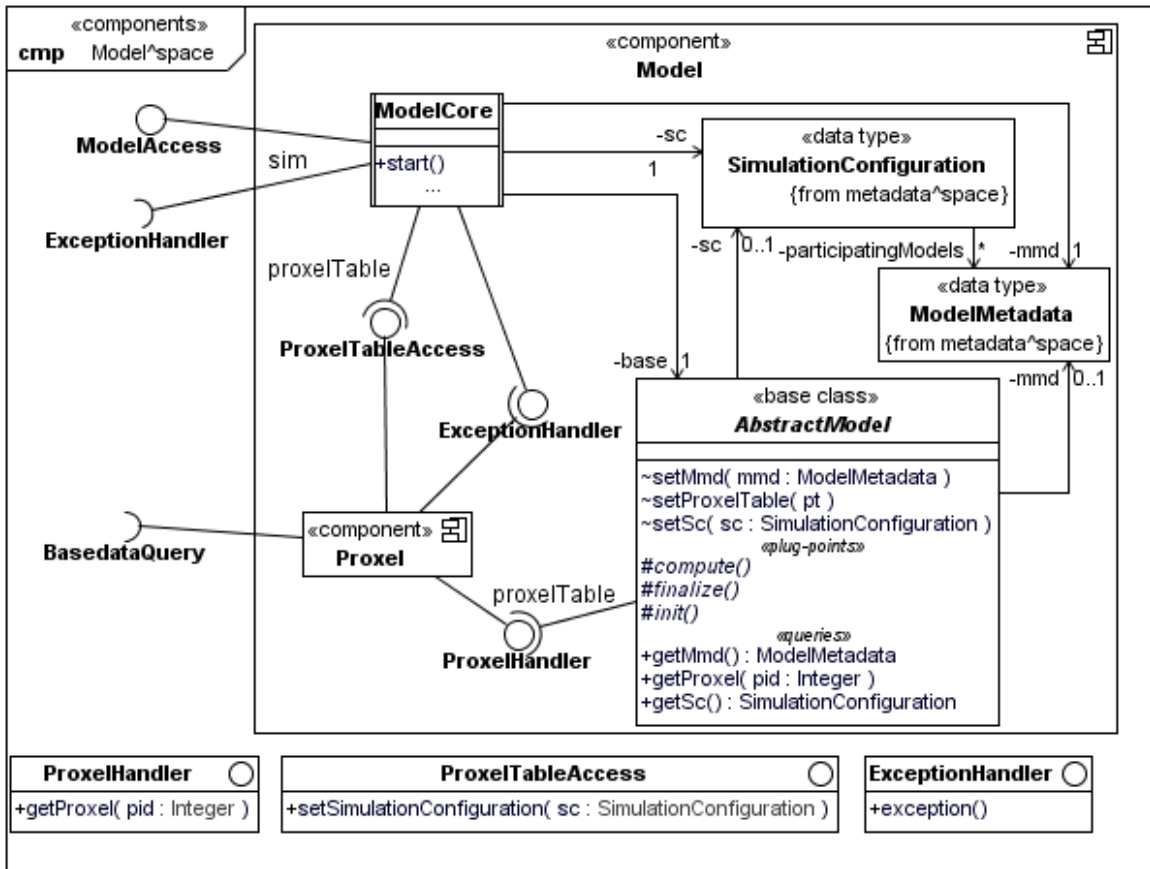 «components»
cmp Model^space
«component»
Model
ModelCore
+start()
...
ModelAccess
sim
ExceptionHandler
-sc
1
«data type»
SimulationConfiguration
{from metadata^space}
-sc 0..1
-participatingModels *
-mmd 1
«data type»
ModelMetadata
{from metadata^space}
-mmd 0..1
proxelTable
ProxelTableAccess
-base 1
ExceptionHandler
«base class»
AbstractModel
~setMmd( mmd : ModelMetadata )
~setProxelTable( pt )
~setSc( sc : SimulationConfiguration )
«plug-points»
#compute()
#finalize()
#init()
«queries»
+getMmd() : ModelMetadata
+getProxel( pid : Integer )
+getSc() : SimulationConfiguration
BasedataQuery
«component»
Proxel
proxelTable
ProxelHandler
ProxelHandler
+getProxel( pid : Integer )
ProxelTableAccess
+setSimulationConfiguration( sc : SimulationConfiguration )
ExceptionHandler
+exception()